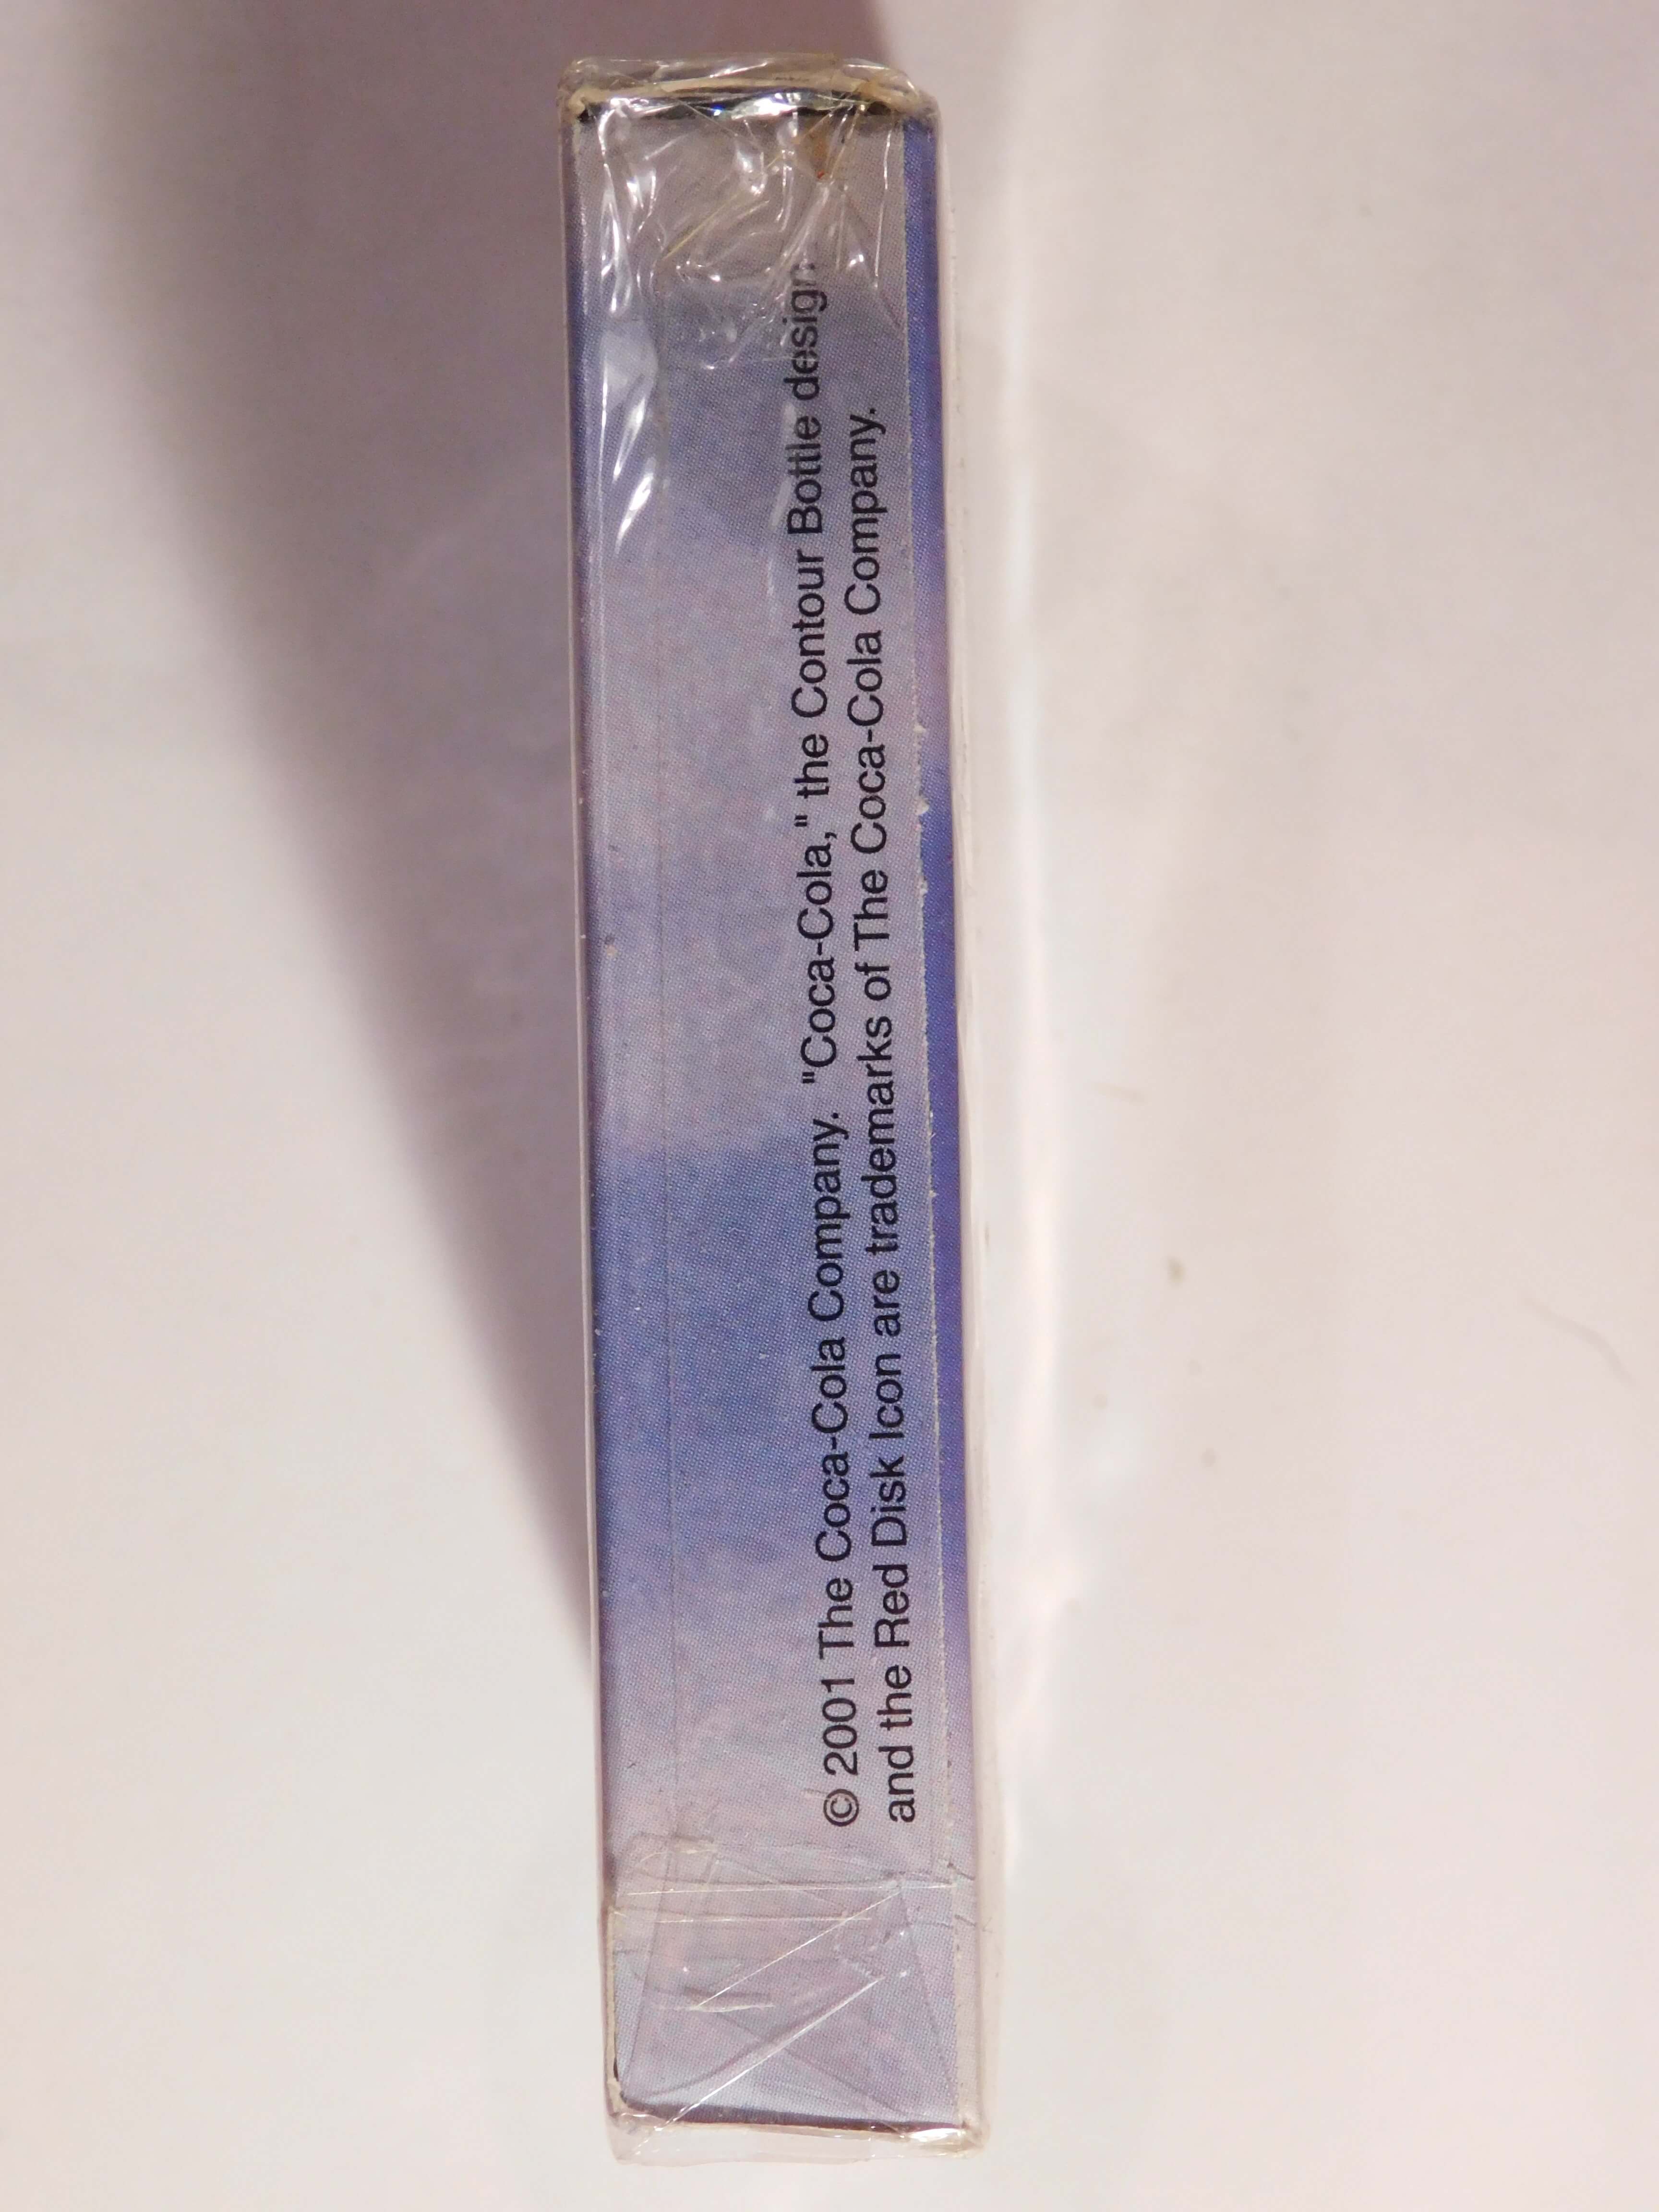 © 2001 The Coca-Cola Company. "Coca-Cola," the Contour Bottle design
and the Red Disk Icon are trademarks of The Coca-Cola Company.